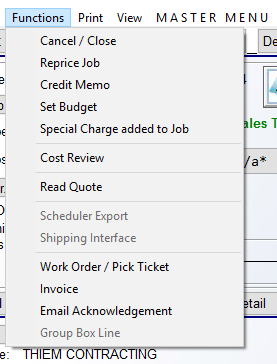 Functions Print View M A S T E R M E N U
Cancel / Close
Reprice Job
Credit Memo
Set Budget
Special Charge added to Job
Cost Review
Read Quote
Scheduler Export
Shipping Interface
Work Order / Pick Ticket
Invoice
Email Acknowledgement
Group Box Line
De
4
ales T
/a*
etail
THIEM CONTRACTING